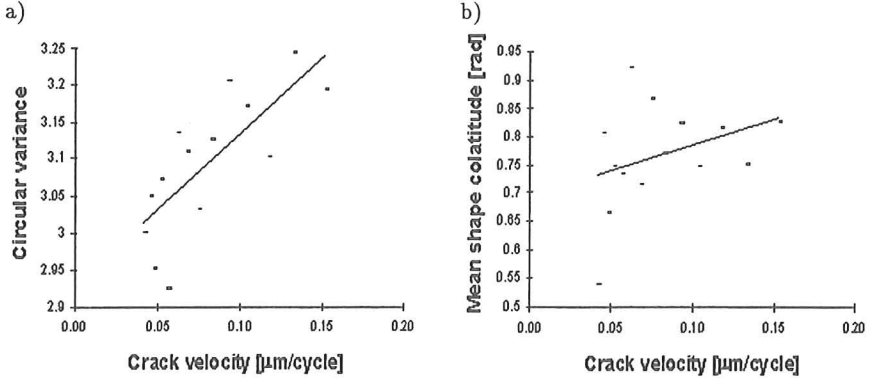 a)
Circular variance
3.25
3.2
3.15
3.1
3.05
3
2.95
2.9
0.00 0.05 0.10 0.15 0.20
Crack velocity [μm/cycle]
b)
Mean shape colatitude [rad]
0.95
0.9
0.85
0.8
0.75
0.7
0.65
0.6
0.55
0.5
0.00 0.05 0.10 0.15 0.20
Crack velocity [μm/cycle]